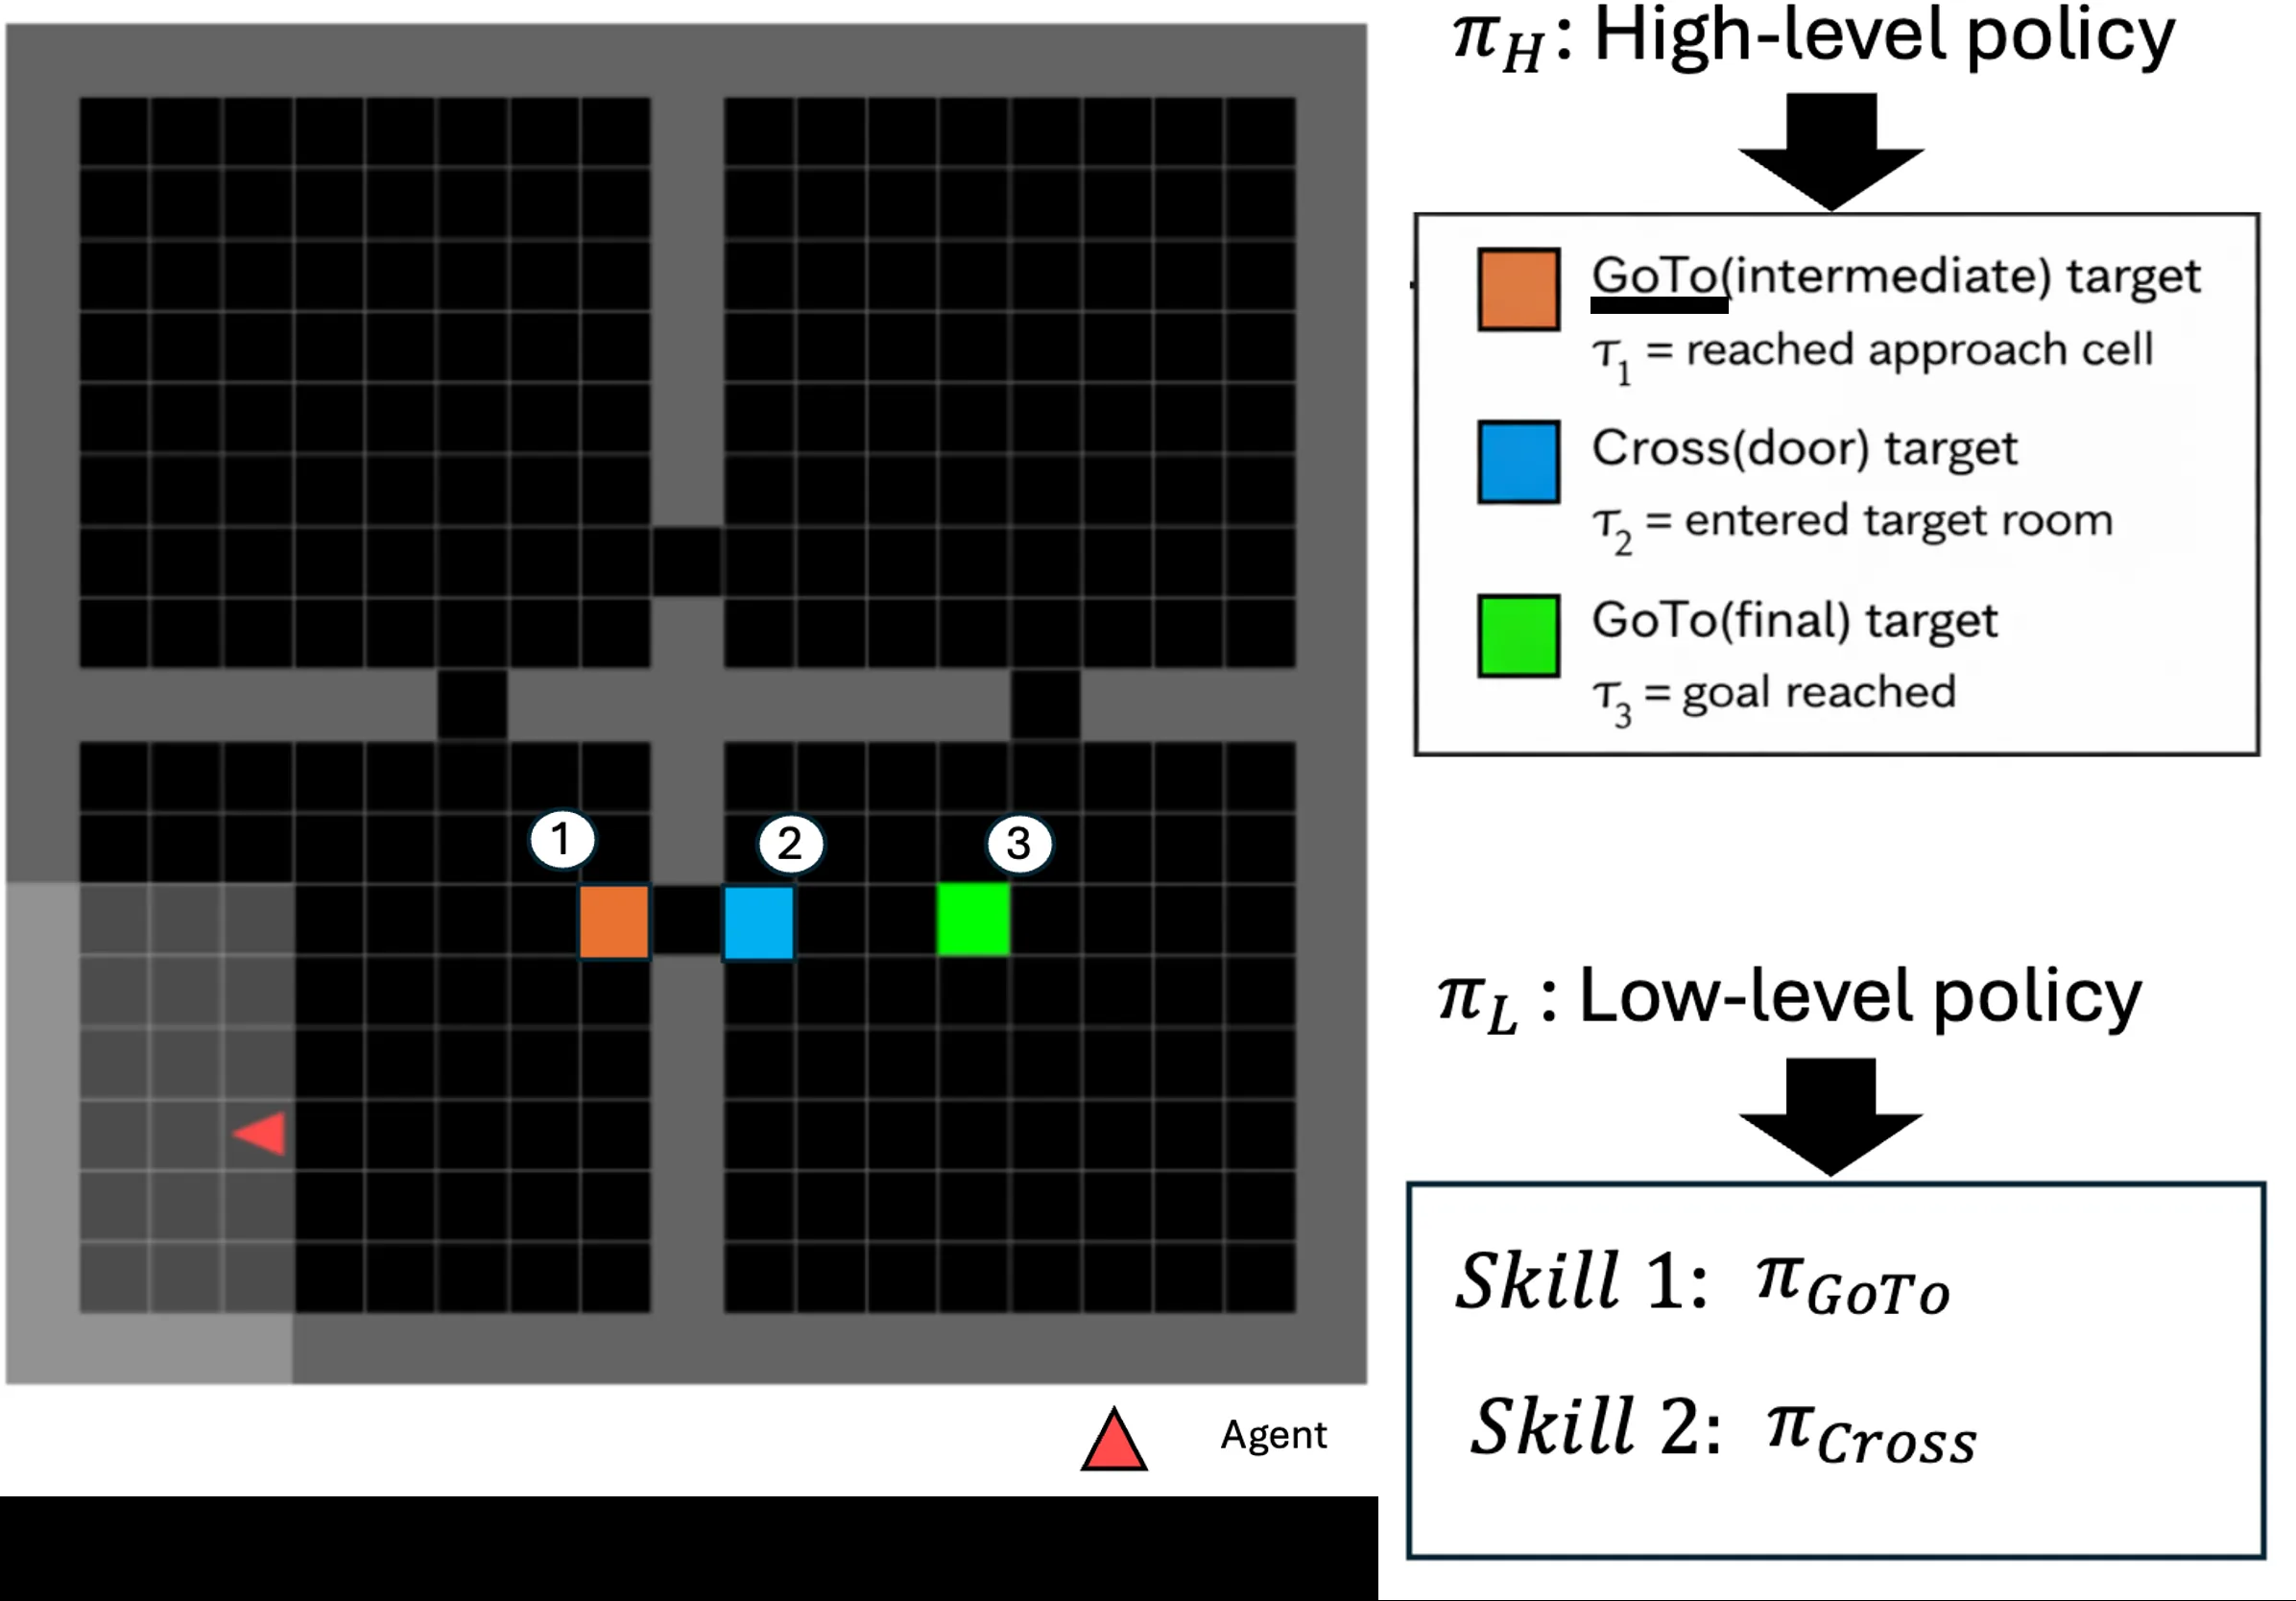 π_H : High-level policy
GoTo(intermediate) target
τ_1 = reached approach cell
Cross(door) target
τ_2 = entered target room
GoTo(final) target
τ_3 = goal reached
1
2
3
π_L : Low-level policy
Skill 1: π_GoTo
Skill 2: π_Cross
Agent